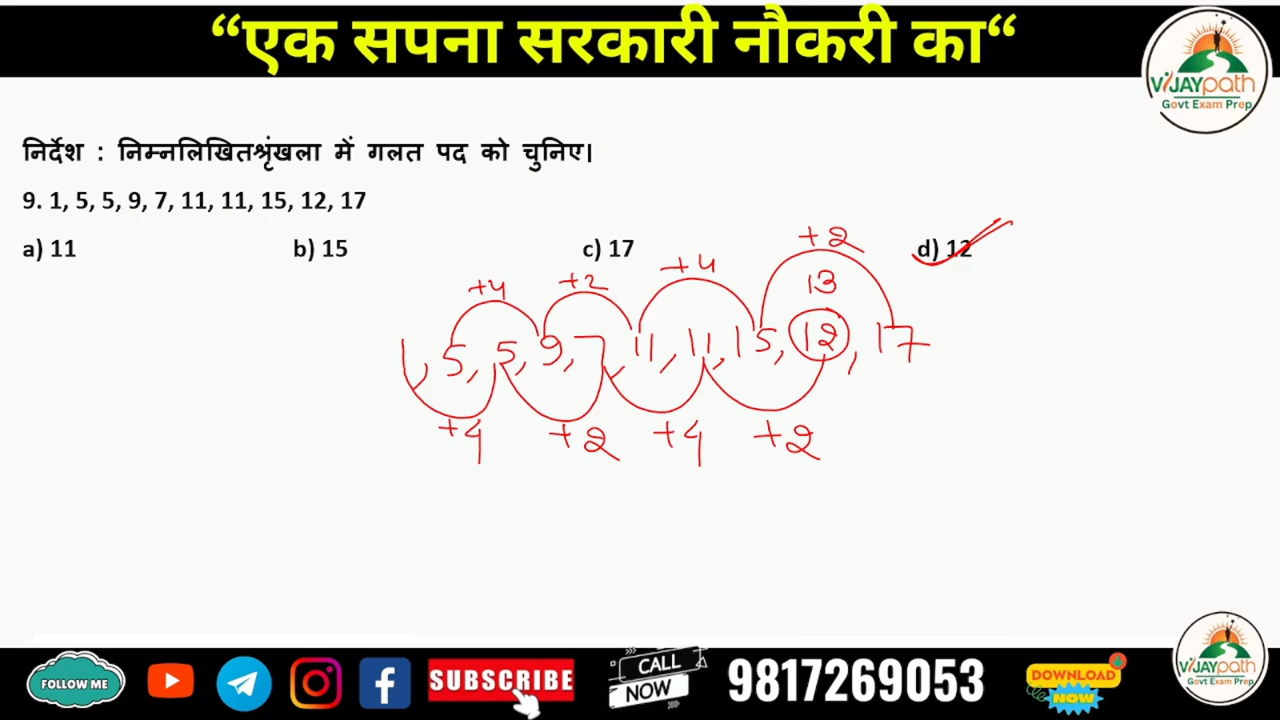 “एक सपना सरकारी नौकरी का“
VIJAYpath
Govt Exam Prep
निर्देश : निम्नलिखितश्रृंखला में गलत पद को चुनिए।
9. 1, 5, 5, 9, 7, 11, 11, 15, 12, 17
a) 11 b) 15 c) 17 d) 12
+4 +2 +4 +2
13
1, 5, 5, 9, 7, 11, 11, 15, 12, 17
+4 +2 +4 +2
FOLLOW ME
SUBSCRIBE
CALL NOW
9817269053
DOWNLOAD NOW
VIJAYpath
Govt Exam Prep